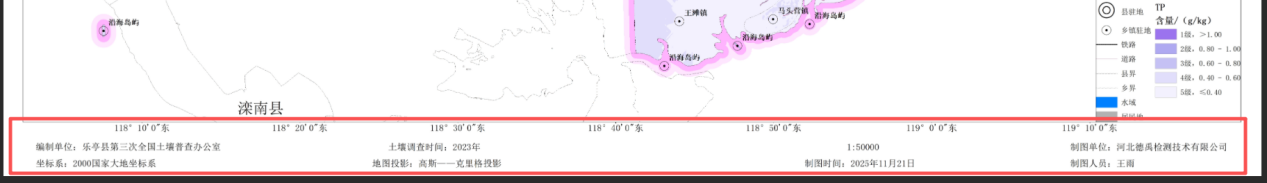 沿海岛屿
王滩镇
马头营镇
沿海岛屿
沿海岛屿
沿海岛屿
滦南县
县驻地
乡镇驻地
铁路
道路
县界
乡界
水域
TP
含量/（g/kg）
1级，＞1.00
2级，0.80 - 1.00
3级，0.60 - 0.80
4级，0.40 - 0.60
5级，≤0.40
118° 10′0″东 118° 20′0″东 118° 30′0″东 118° 40′0″东 118° 50′0″东 119° 0′0″东 119° 10′0″东
编制单位：乐亭县第三次全国土壤普查办公室 土壤调查时间：2023年 1:50000 制图单位：河北德禹检测技术有限公司
坐标系：2000国家大地坐标系 地图投影：高斯——克里格投影 制图时间：2025年11月21日 制图人员：王雨